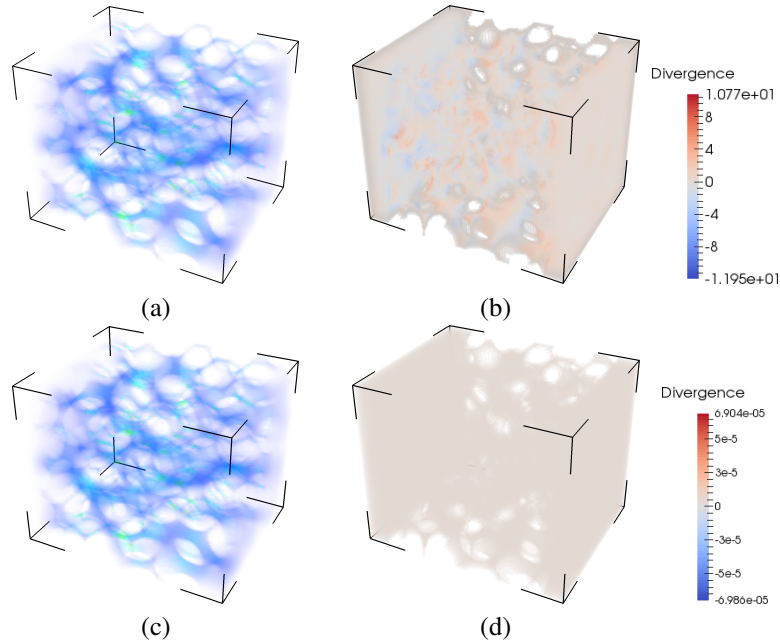 Divergence
1.077e+01
8
4
0
-4
-8
-1.195e+01
(a)
(b)
Divergence
6.904e-05
5e-5
3e-5
0
-3e-5
-5e-5
-6.986e-05
(c)
(d)